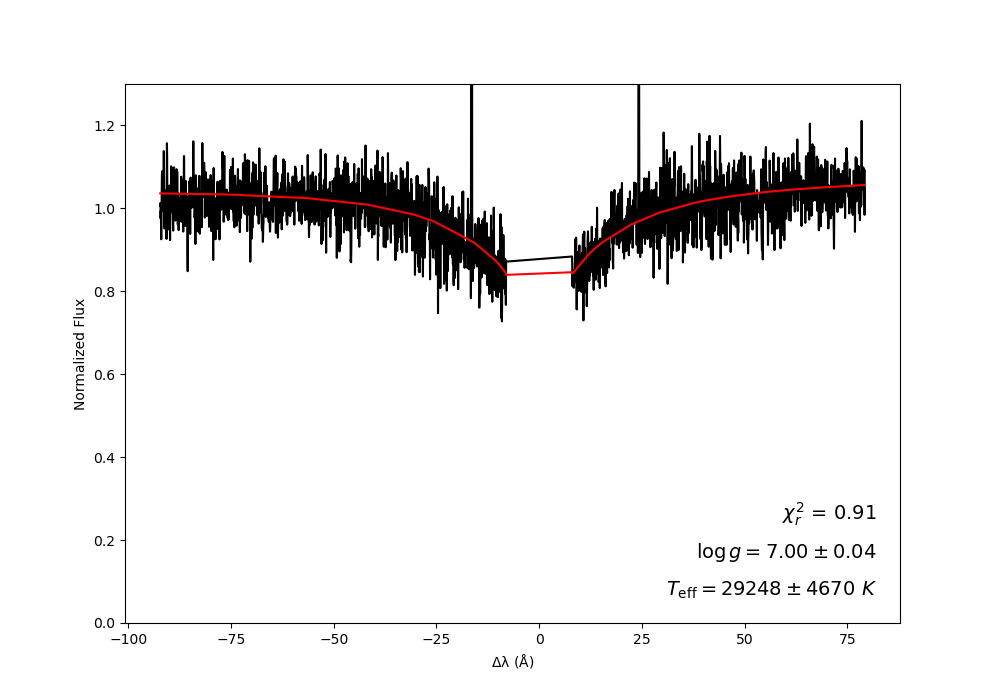 1.2
1.0
0.8
0.6
0.4
0.2
0.0
Normalized Flux
χ²ᵣ = 0.91
log g = 7.00 ± 0.04
T_eff = 29248 ± 4670 K
−100 −75 −50 −25 0 25 50 75
Δλ (Å)